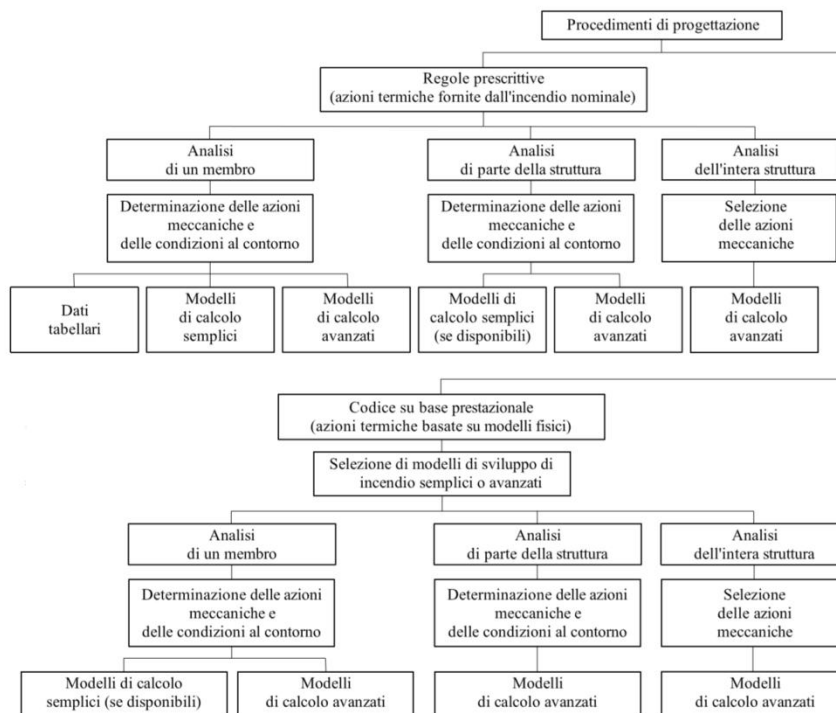 Procedimenti di progettazione
Regole prescrittive
(azioni termiche fornite dall'incendio nominale)
Analisi
di un membro
Analisi
di parte della struttura
Analisi
dell'intera struttura
Determinazione delle azioni
meccaniche e
delle condizioni al contorno
Determinazione delle azioni
meccaniche e
delle condizioni al contorno
Selezione
delle azioni
meccaniche
Dati
tabellari
Modelli
di calcolo
semplici
Modelli
di calcolo
avanzati
Modelli di
calcolo semplici
(se disponibili)
Modelli
di calcolo
avanzati
Modelli
di calcolo
avanzati
Codice su base prestazionale
(azioni termiche basate su modelli fisici)
Selezione di modelli di sviluppo di
incendio semplici o avanzati
Analisi
di un membro
Analisi
di parte della struttura
Analisi
dell'intera struttura
Determinazione delle azioni
meccaniche e
delle condizioni al contorno
Determinazione delle azioni
meccaniche e
delle condizioni al contorno
Selezione
delle azioni
meccaniche
Modelli di calcolo
semplici (se disponibili)
Modelli
di calcolo avanzati
Modelli
di calcolo avanzati
Modelli
di calcolo avanzati